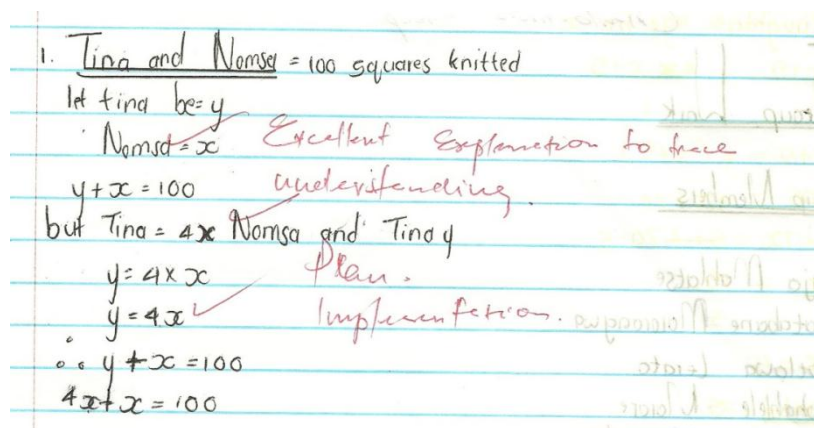 1. Tina and Nomsa = 100 squares knitted
let tina be = y
Nomsa = x Excellent Explanation to trace
y + x = 100 understanding.
but Tina = 4x Nomsa and Tina y
y = 4 x x Plan.
y = 4x Implementation.
∴ y + x = 100
4x + x = 100